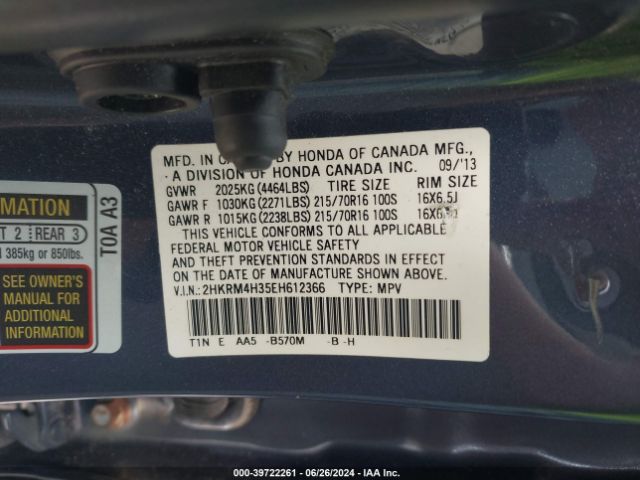 MFD. IN BY HONDA OF CANADA MFG.,
A DIVISION OF HONDA CANADA INC. 09/'13
GVWR 2025KG(4464LBS) TIRE SIZE RIM SIZE
GAWR F 1030KG(2271LBS) 215/70R16 100S 16X6.5J
GAWR R 1015KG(2238LBS) 215/70R16 100S
THIS VEHICLE CONFORMS TO ALL APPLICABLE
FEDERAL MOTOR VEHICLE SAFETY
AND THEFT PREVENTION STANDARDS IN EFFECT
ON THE DATE OF MANUFACTURE SHOWN ABOVE.
V.I.N.:2HKRM4H35EH612366 TYPE: MPV
T1N E AA5 -B570M -B-H
MATION
T 2 REAR 3
385kg or 850lbs.
SEE OWNER'S
MANUAL FOR
ADDITIONAL
INFORMATION
T0A A3
000-39722261 - 06/26/2024 - IAA Inc.